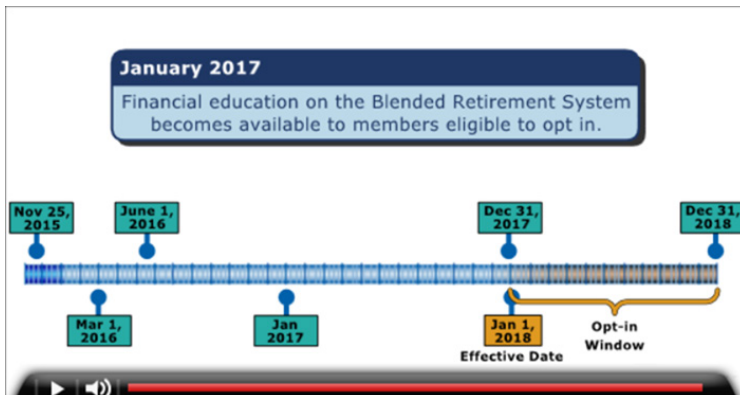 January 2017
Financial education on the Blended Retirement System
becomes available to members eligible to opt in.
Nov 25,
2015
June 1,
2016
Dec 31,
2017
Dec 31,
2018
Mar 1,
2016
Jan
2017
Jan 1,
2018
Effective Date
Opt-in
Window